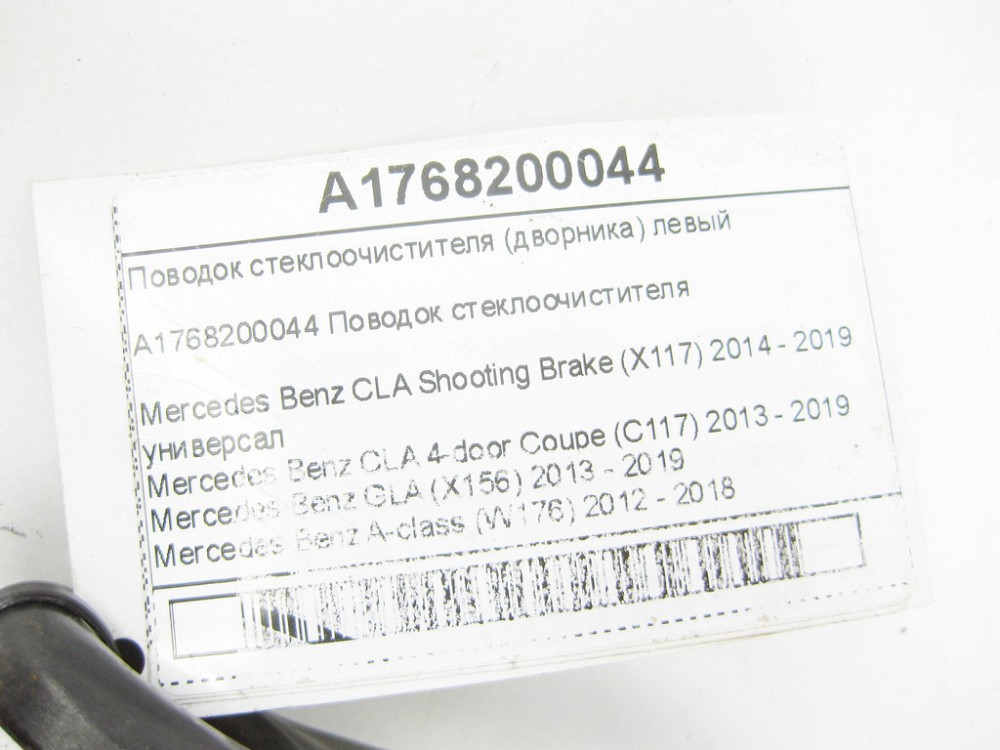 A1768200044
Поводок стеклоочистителя (дворника) левый
A1768200044 Поводок стеклоочистителя
Mercedes Benz CLA Shooting Brake (X117) 2014 - 2019
универсал
Mercedes Benz CLA 4-door Coupe (C117) 2013 - 2019
Mercedes Benz GLA (X156) 2013 - 2019
Mercedes Benz A-class (W176) 2012 - 2018